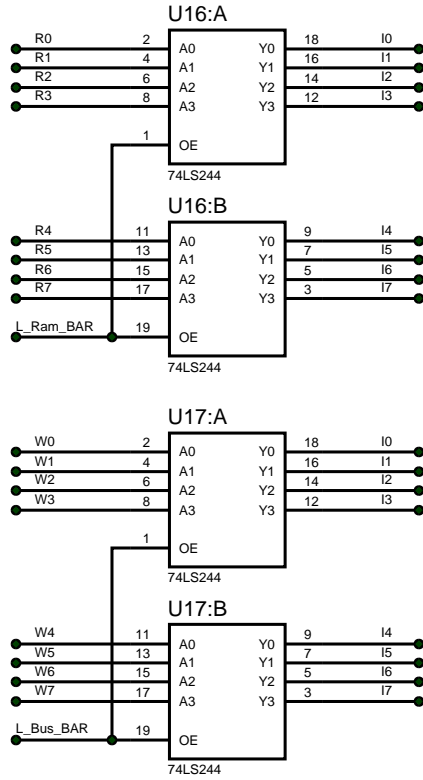 U16:A
R0 2 A0 Y0 18 I0
R1 4 A1 Y1 16 I1
R2 6 A2 Y2 14 I2
R3 8 A3 Y3 12 I3
1 OE
74LS244
U16:B
R4 11 A0 Y0 9 I4
R5 13 A1 Y1 7 I5
R6 15 A2 Y2 5 I6
R7 17 A3 Y3 3 I7
L_Ram_BAR 19 OE
74LS244
U17:A
W0 2 A0 Y0 18 I0
W1 4 A1 Y1 16 I1
W2 6 A2 Y2 14 I2
W3 8 A3 Y3 12 I3
1 OE
74LS244
U17:B
W4 11 A0 Y0 9 I4
W5 13 A1 Y1 7 I5
W6 15 A2 Y2 5 I6
W7 17 A3 Y3 3 I7
L_Bus_BAR 19 OE
74LS244